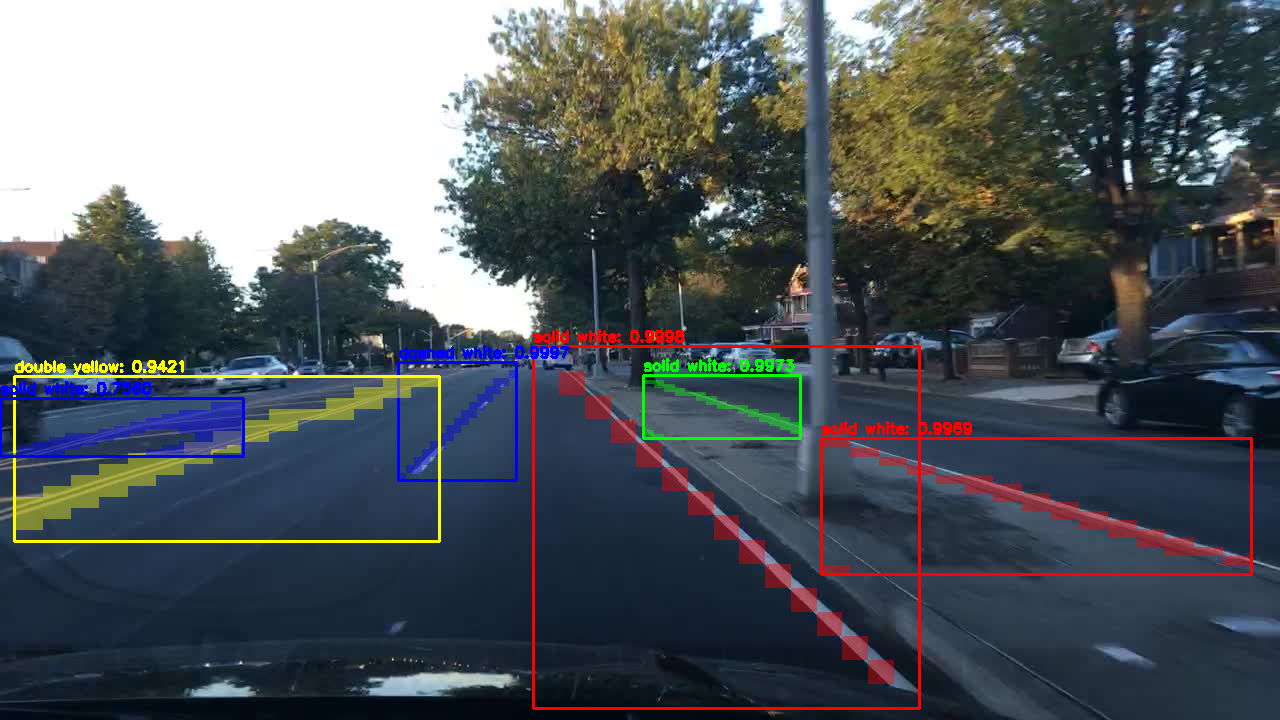 solid white: 0.9998
dashed white: 0.9997
double yellow: 0.9421
solid white: 0.9973
solid white: 0.7560
solid white: 0.9969